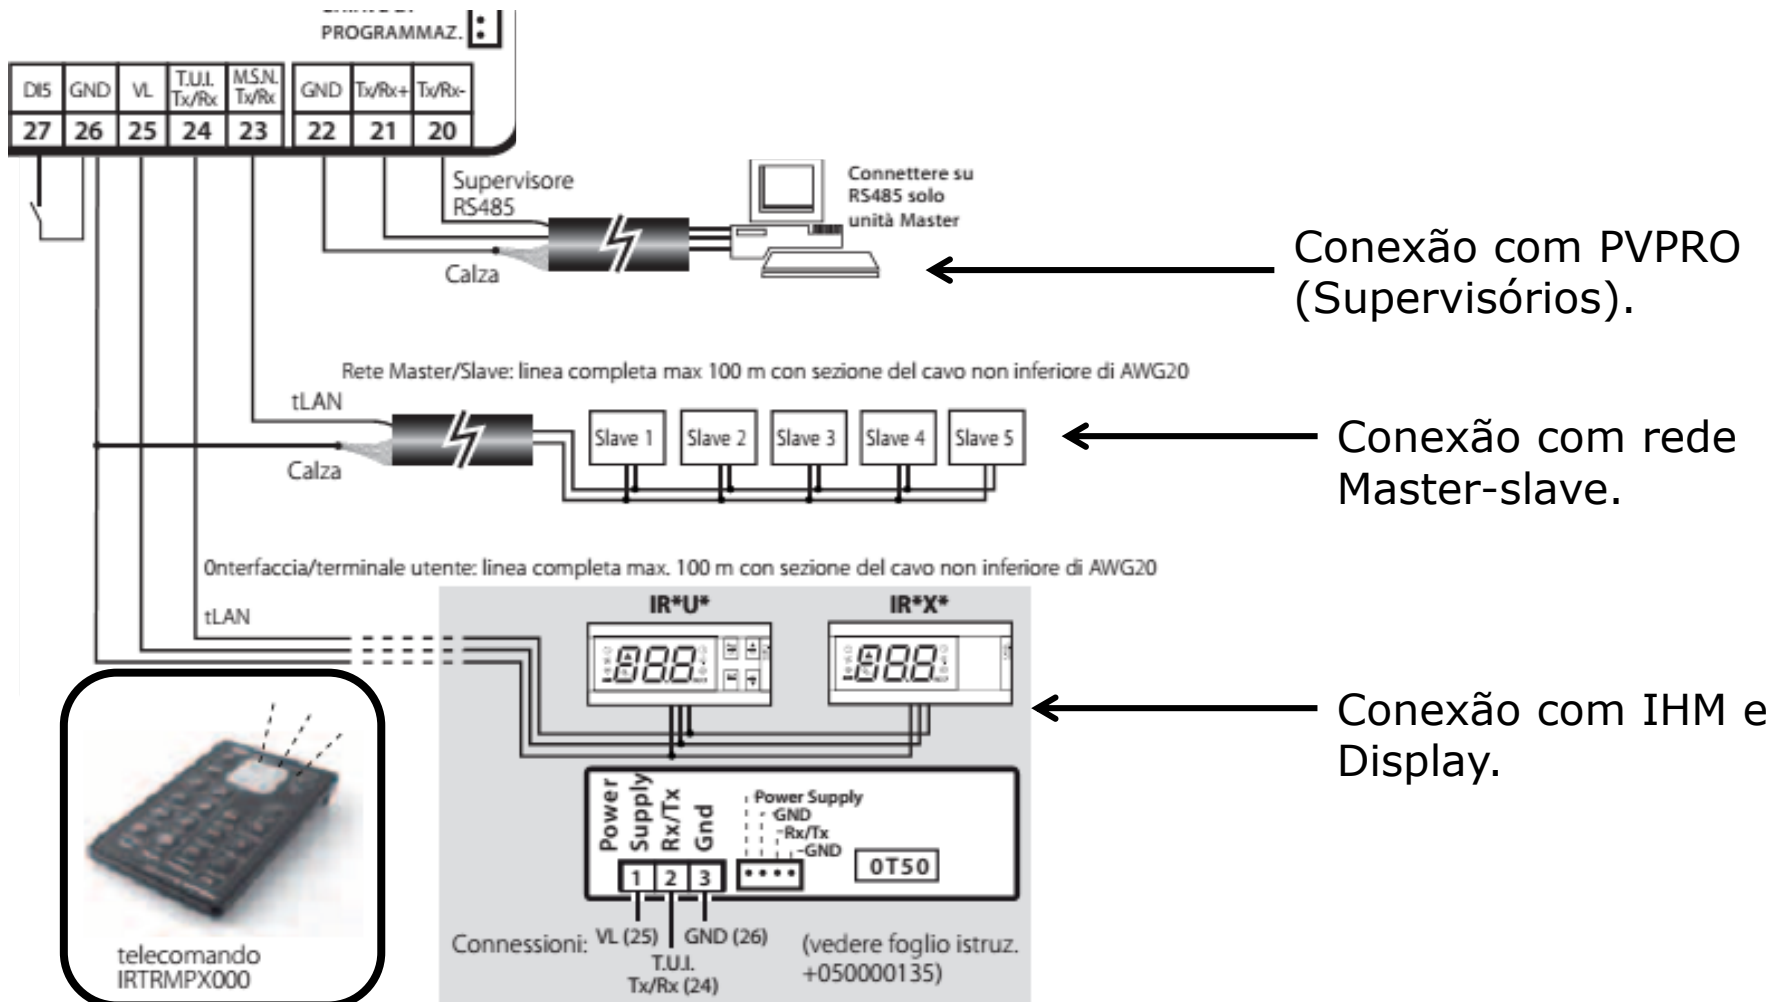 PROGRAMMAZ.
DI5 GND VL T.U.I. Tx/Rx M.S.N. Tx/Rx GND Tx/Rx+ Tx/Rx-
27 26 25 24 23 22 21 20
Supervisore
RS485
Calza
Connettere su
RS485 solo
unità Master
Conexão com PVPRO
(Supervisórios).
Rete Master/Slave: linea completa max 100 m con sezione del cavo non inferiore di AWG20
tLAN
Calza
Slave 1 Slave 2 Slave 3 Slave 4 Slave 5
Conexão com rede
Master-slave.
0nterfaccia/terminale utente: linea completa max. 100 m con sezione del cavo non inferiore di AWG20
tLAN
IR*U* IR*X*
Conexão com IHM e
Display.
Power
Supply
Rx/Tx
Gnd
Power Supply
GND
Rx/Tx
GND
1 2 3
0T50
Connessioni: VL (25) GND (26)
T.U.I.
Tx/Rx (24)
(vedere foglio istruz.
+050000135)
telecomando
IRTRMPX000